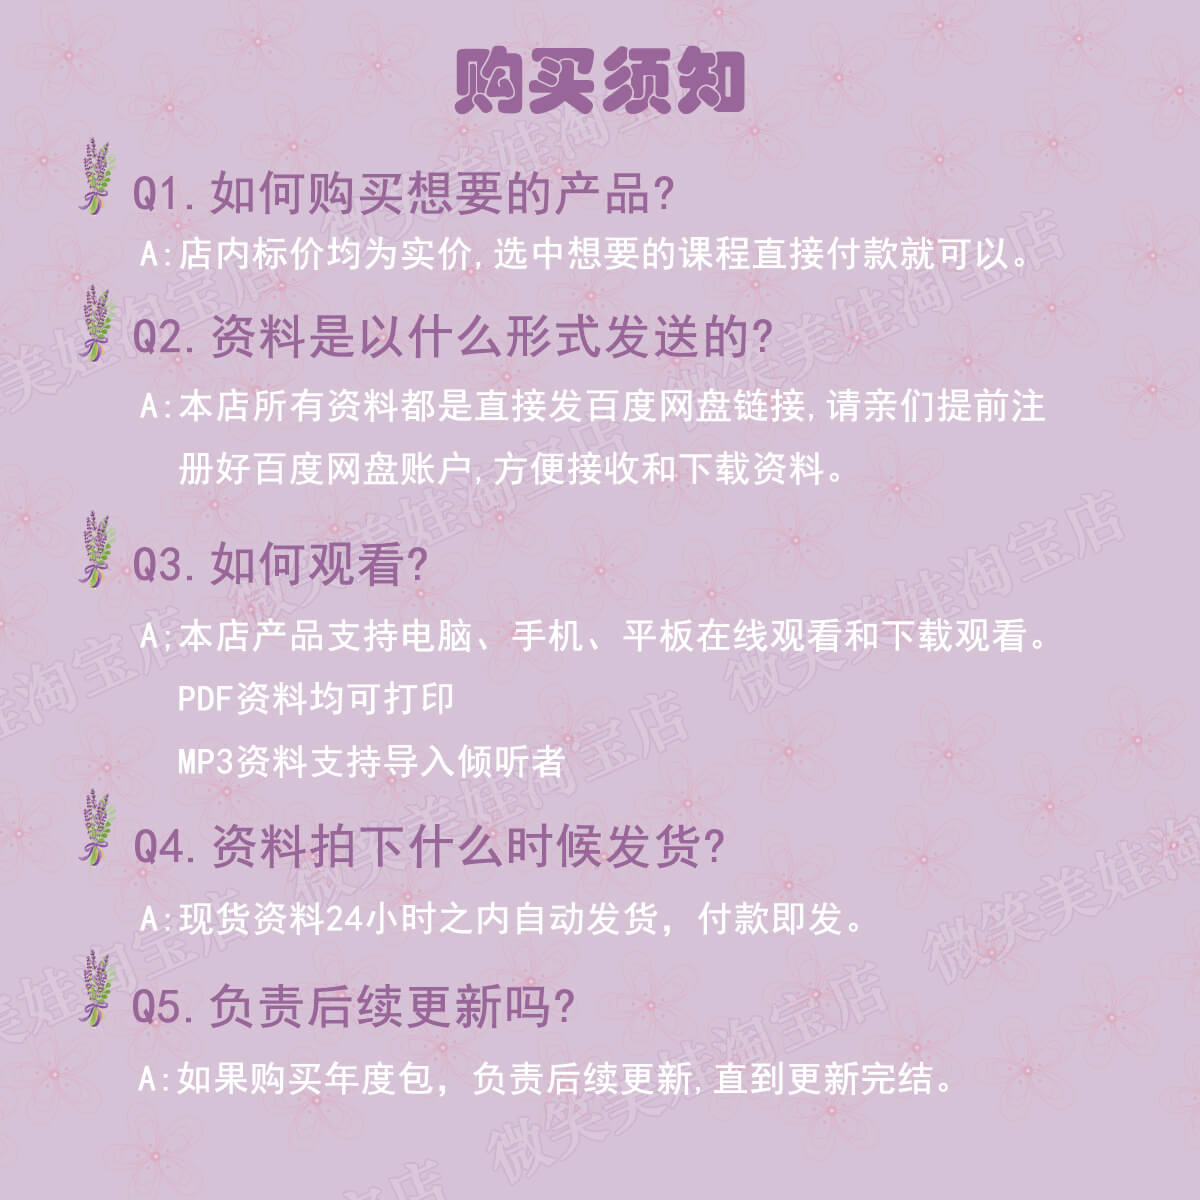 购买须知
Q1.如何购买想要的产品?
A:店内标价均为实价,选中想要的课程直接付款就可以。
Q2.资料是以什么形式发送的?
A:本店所有资料都是直接发百度网盘链接,请亲们提前注
册好百度网盘账户,方便接收和下载资料。
Q3.如何观看?
A;本店产品支持电脑、手机、平板在线观看和下载观看。
PDF资料均可打印
MP3资料支持导入倾听者
Q4.资料拍下什么时候发货?
A:现货资料24小时之内自动发货，付款即发。
Q5.负责后续更新吗?
A:如果购买年度包，负责后续更新,直到更新完结。
微笑美娃淘宝店